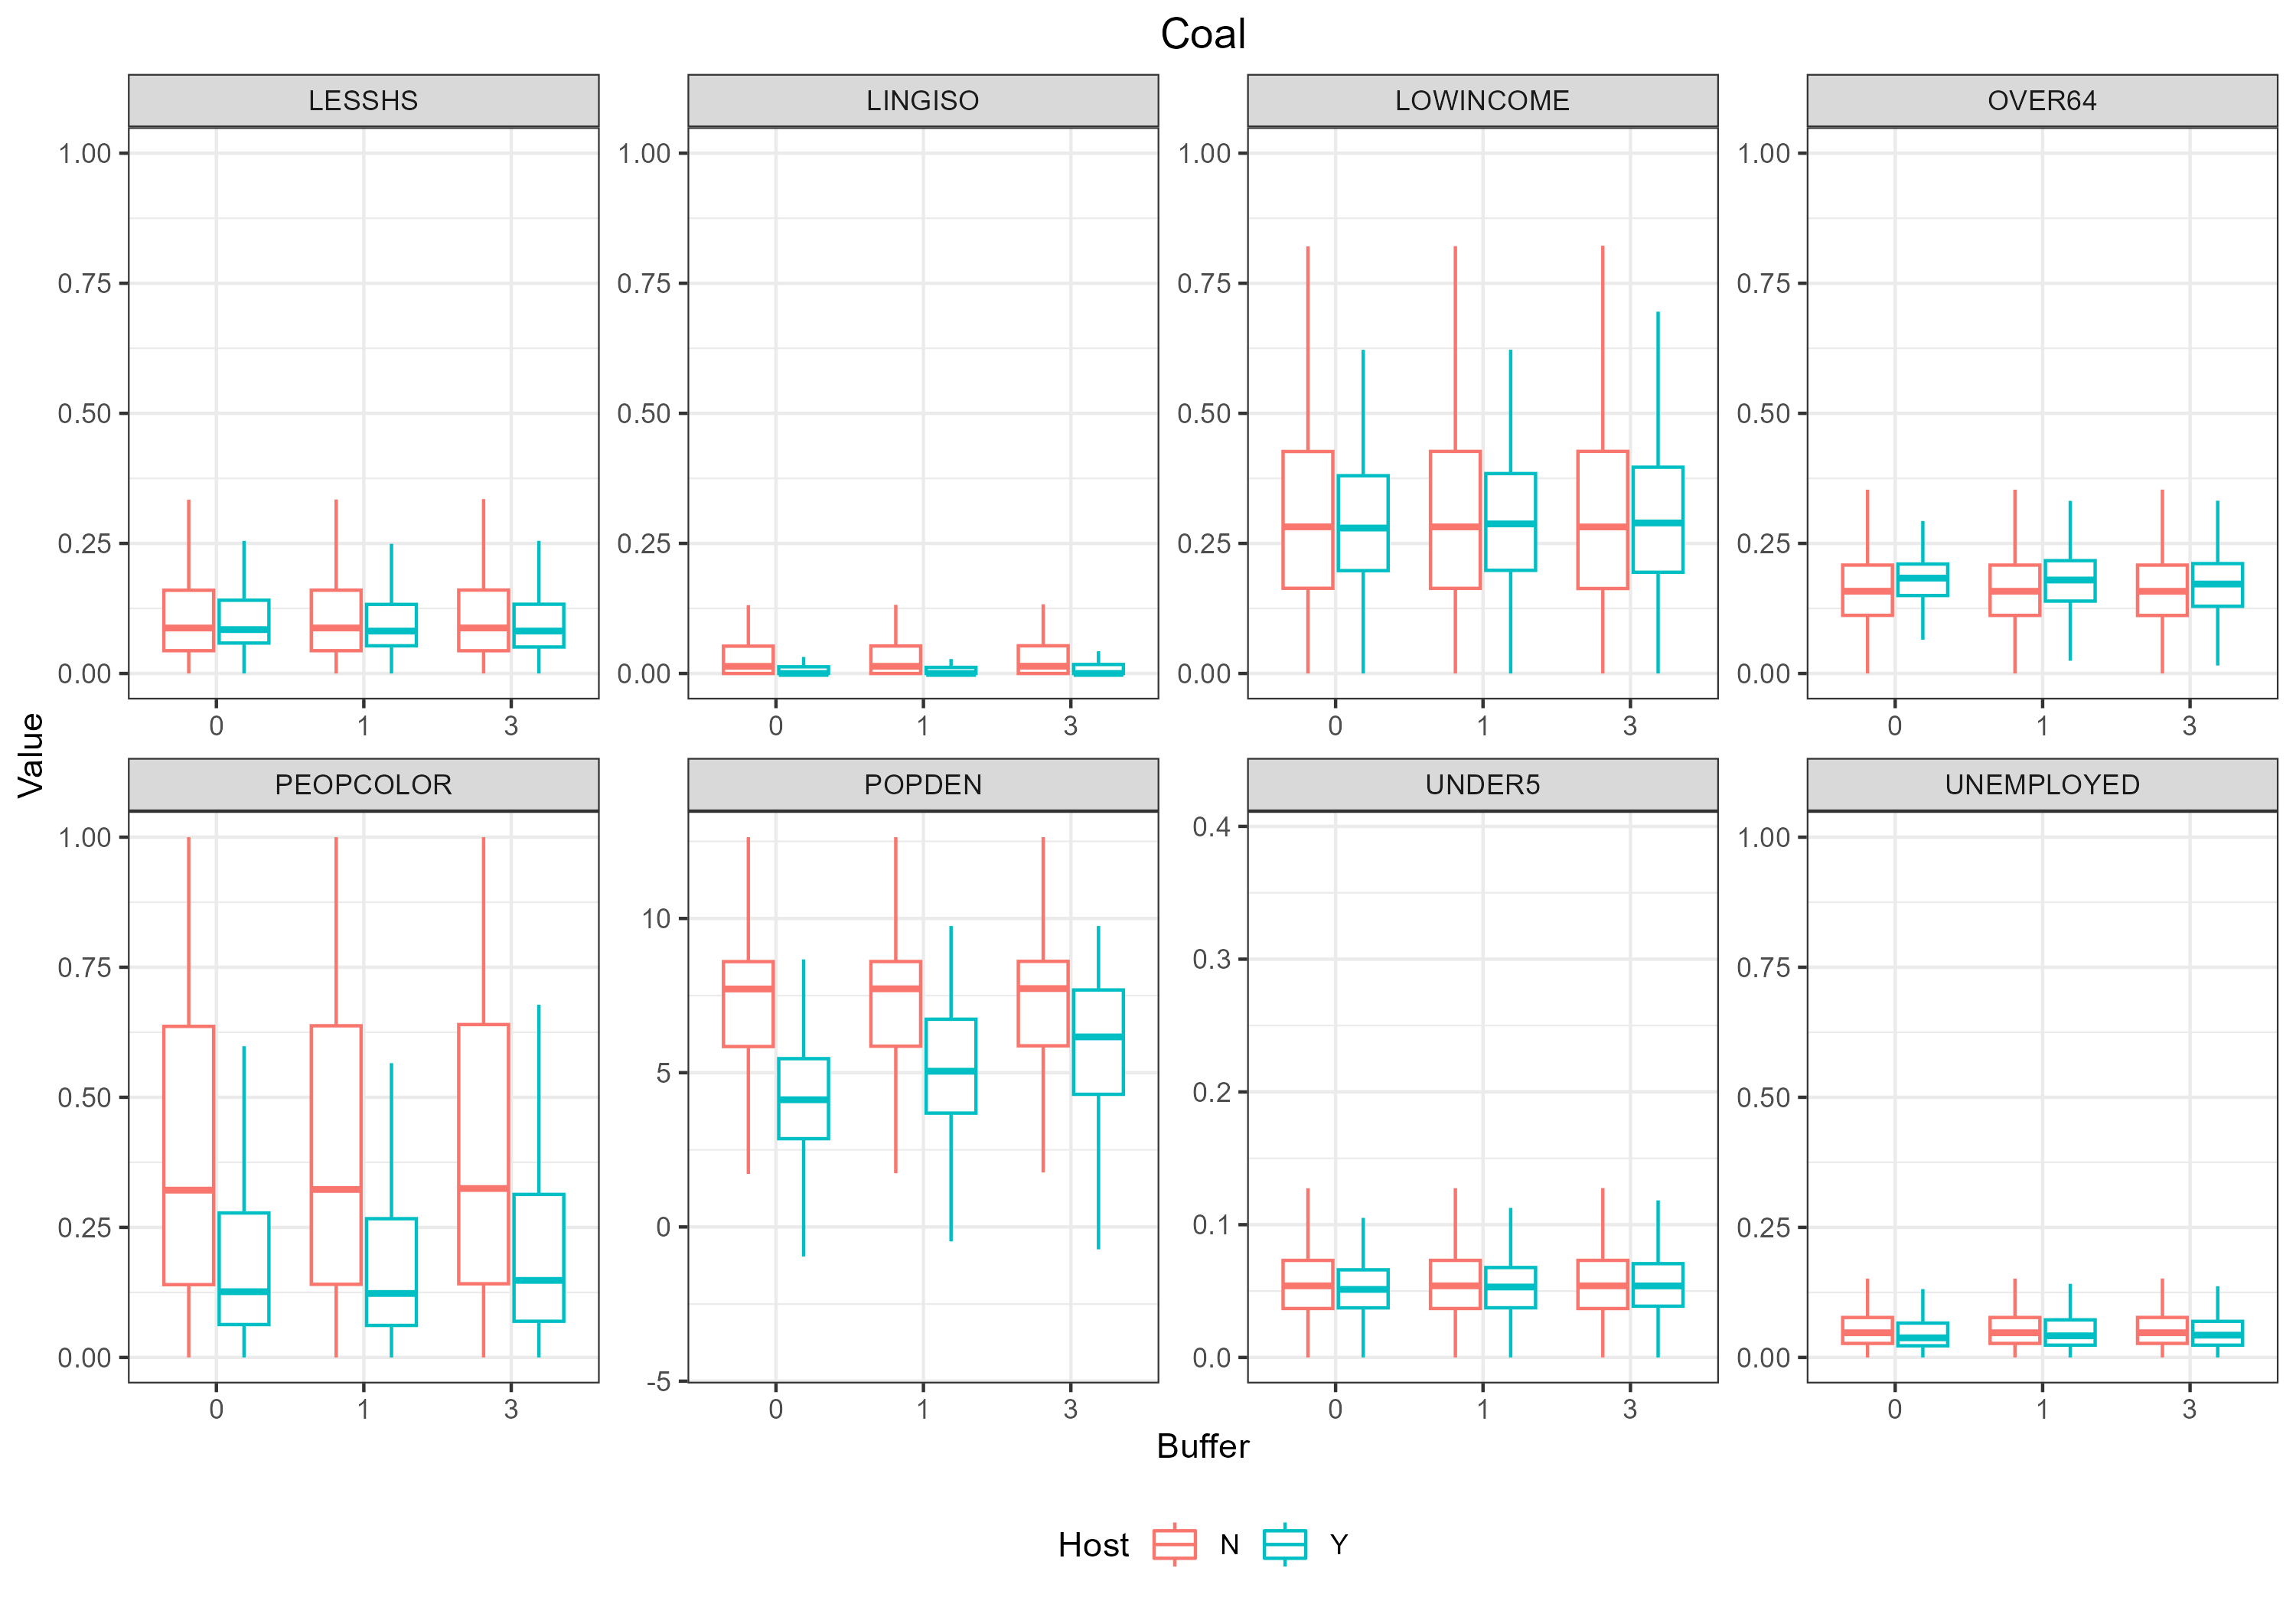 Coal
LESSHS LINGISO LOWINCOME OVER64
1.00 1.00 1.00 1.00
0.75 0.75 0.75 0.75
0.50 0.50 0.50 0.50
0.25 0.25 0.25 0.25
0.00 0.00 0.00 0.00
0 1 3 0 1 3 0 1 3 0 1 3
Value
PEOPCOLOR POPDEN UNDER5 UNEMPLOYED
1.00 10 0.4 1.00
0.75 5 0.3 0.75
0.50 0 0.2 0.50
0.25 -5 0.1 0.25
0.00 0.0 0.00
0 1 3 0 1 3 0 1 3 0 1 3
Buffer
Host N Y